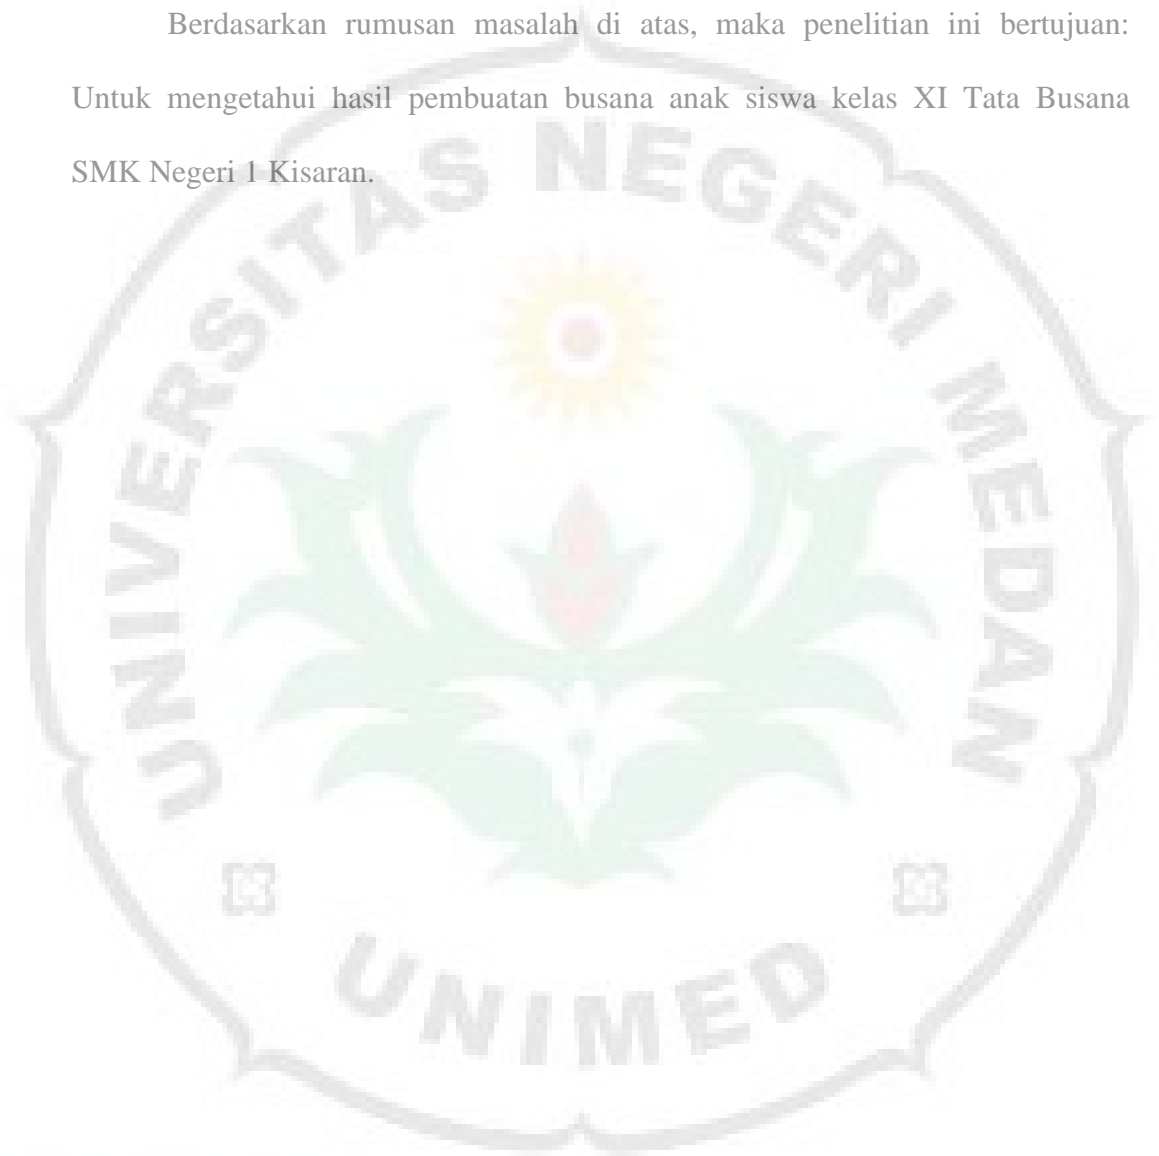 Berdasarkan rumusan masalah di atas, maka penelitian ini bertujuan:
Untuk mengetahui hasil pembuatan busana anak siswa kelas XI Tata Busana
SMK Negeri 1 Kisaran.
UNIVERSITAS NEGERI MEDAN
UNIMED